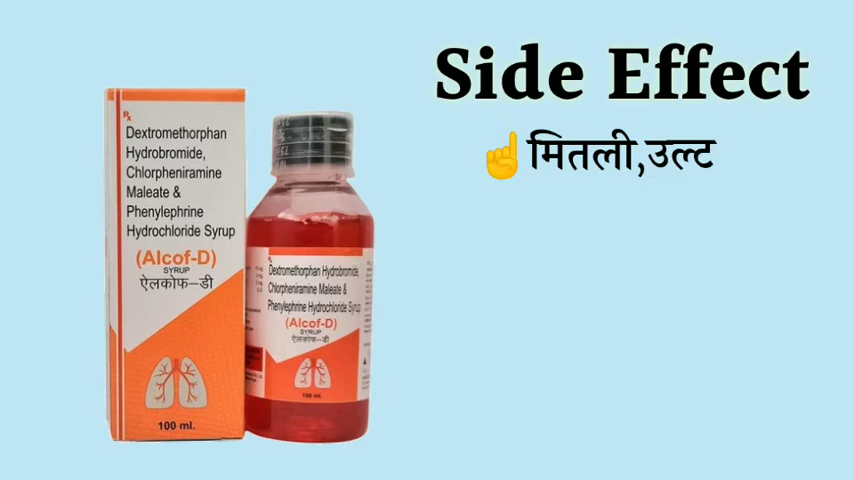 Side Effect
☝मितली,उल्ट
Rx
Dextromethorphan
Hydrobromide,
Chlorpheniramine
Maleate &
Phenylephrine
Hydrochloride Syrup
(Alcof-D)
SYRUP
ऐलकोफ-डी
100 ml.
Rx
Dextromethorphan Hydrobromide,
Chlorpheniramine Maleate &
Phenylephrine Hydrochloride Syrup
(Alcof-D)
SYRUP
ऐलकोफ-डी
100 ml.